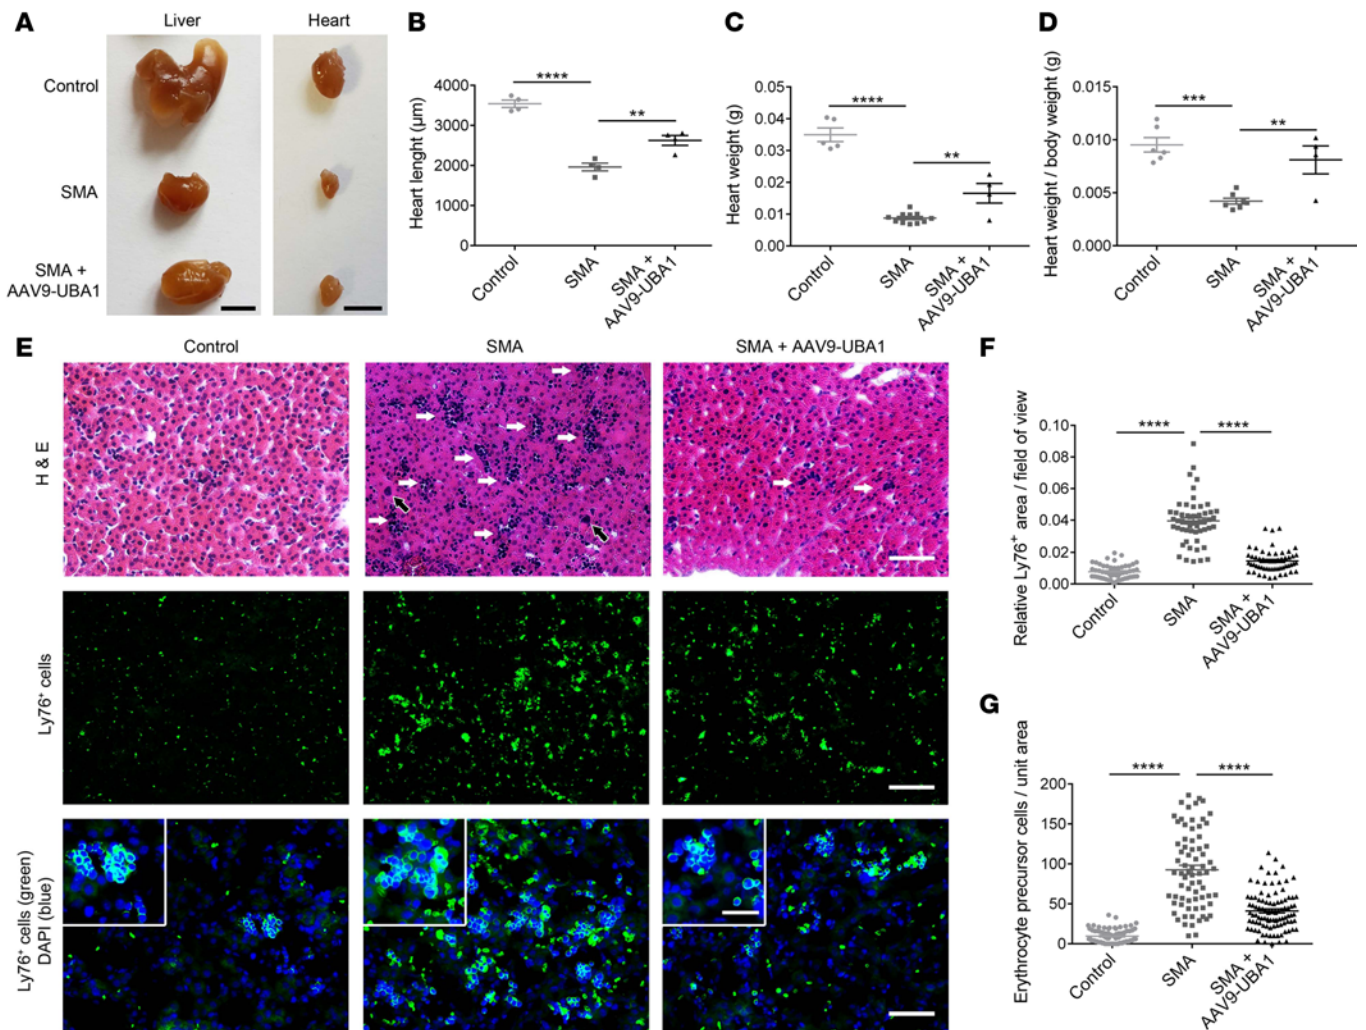 A
Liver
Heart
Control
SMA
SMA +
AAV9-UBA1
B
Heart lenght (µm)
4000
3000
2000
1000
0
****
**
Control
SMA
SMA +
AAV9-UBA1
C
Heart weight (g)
0.05
0.04
0.03
0.02
0.01
0.00
****
**
Control
SMA
SMA +
AAV9-UBA1
D
Heart weight / body weight (g)
0.015
0.010
0.005
0.000
***
**
Control
SMA
SMA +
AAV9-UBA1
E
Control
SMA
SMA + AAV9-UBA1
H & E
Ly76⁺ cells
Ly76⁺ cells (green)
DAPI (blue)
F
Relative Ly76⁺ area / field of view
0.10
0.08
0.06
0.04
0.02
0.00
****
****
Control
SMA
SMA +
AAV9-UBA1
G
Erythrocyte precursor cells / unit area
200
150
100
50
0
****
****
Control
SMA
SMA +
AAV9-UBA1